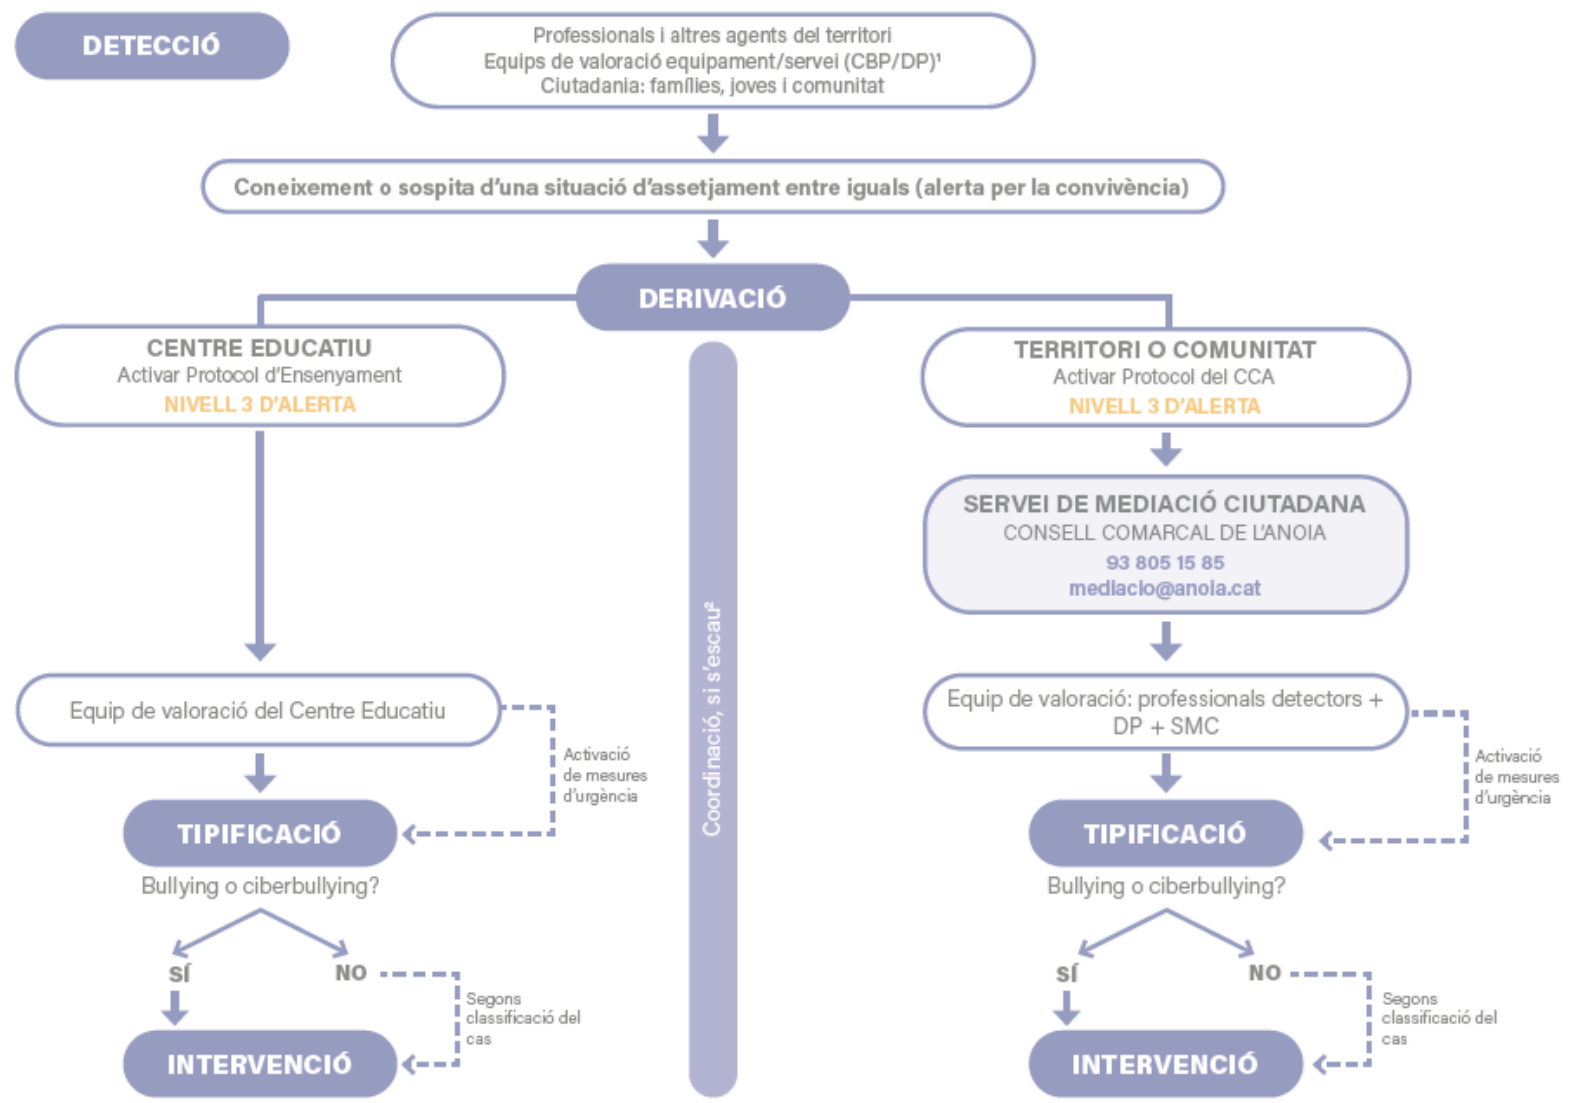 DETECCIÓ
Professionals i altres agents del territori
Equips de valoració equipament/servei (CBP/DP)¹
Ciutadania: famílies, joves i comunitat
Coneixement o sospita d'una situació d'assetjament entre iguals (alerta per la convivència)
DERIVACIÓ
CENTRE EDUCATIU
Activar Protocol d'Ensenyament
NIVELL 3 D'ALERTA
Equip de valoració del Centre Educatiu
Activació
de mesures
d'urgència
TIPIFICACIÓ
Bullying o ciberbullying?
SÍ
NO
Segons
classificació del
cas
INTERVENCIÓ
Coordinació, si s'escau²
TERRITORI O COMUNITAT
Activar Protocol del CCA
NIVELL 3 D'ALERTA
SERVEI DE MEDIACIÓ CIUTADANA
CONSELL COMARCAL DE L'ANOIA
93 805 15 85
mediacio@anoia.cat
Equip de valoració: professionals detectors +
DP + SMC
Activació
de mesures
d'urgència
TIPIFICACIÓ
Bullying o ciberbullying?
SÍ
NO
Segons
classificació del
cas
INTERVENCIÓ